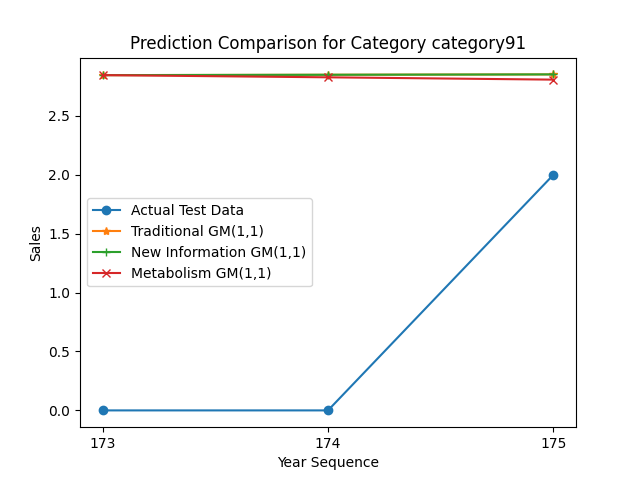 Prediction Comparison for Category category91
Sales
2.5
2.0
1.5
1.0
0.5
0.0
Actual Test Data
Traditional GM(1,1)
New Information GM(1,1)
Metabolism GM(1,1)
173
174
175
Year Sequence